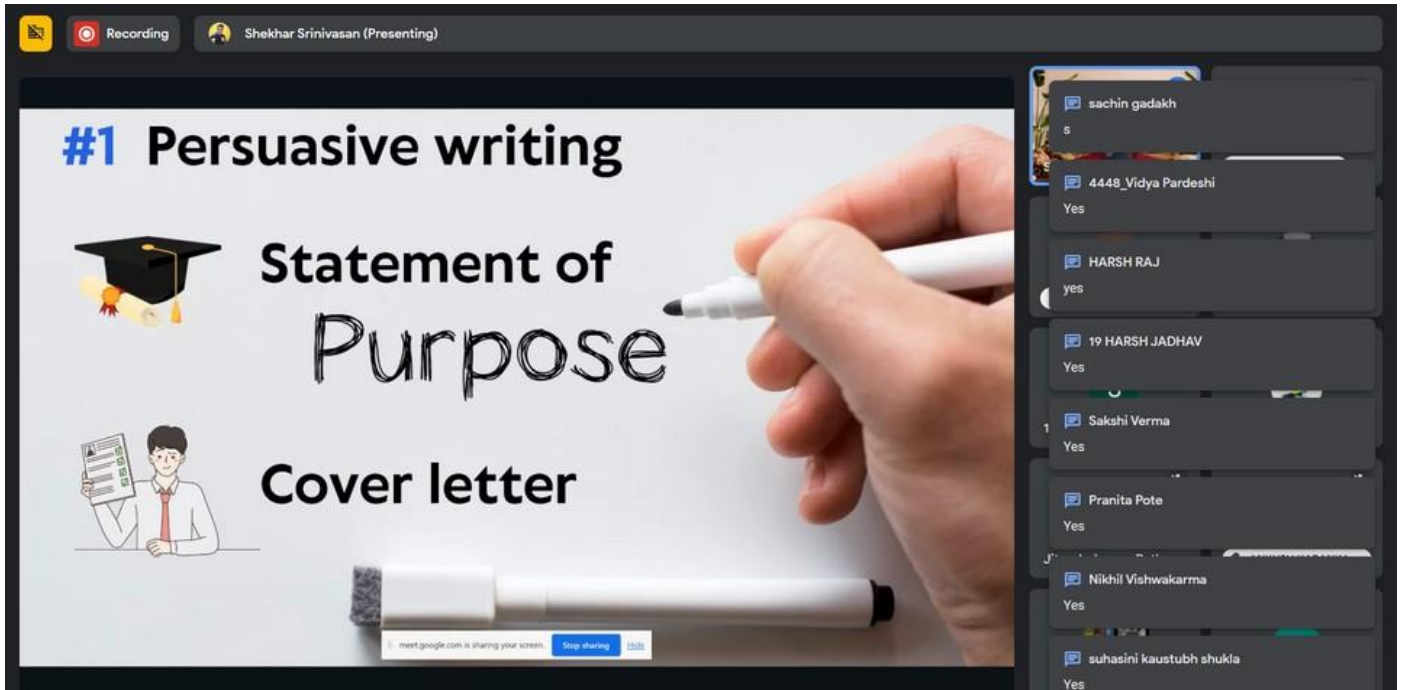 Recording
Shekhar Srinivasan (Presenting)
#1 Persuasive writing
Statement of
Purpose
Cover letter
meet.google.com is sharing your screen.
Stop sharing
Hide
sachin gadakh
s
4448_Vidya Pardeshi
Yes
HARSH RAJ
yes
19 HARSH JADHAV
Yes
Sakshi Verma
Yes
Pranita Pote
Yes
Nikhil Vishwakarma
Yes
suhasini kaustubh shukla
Yes